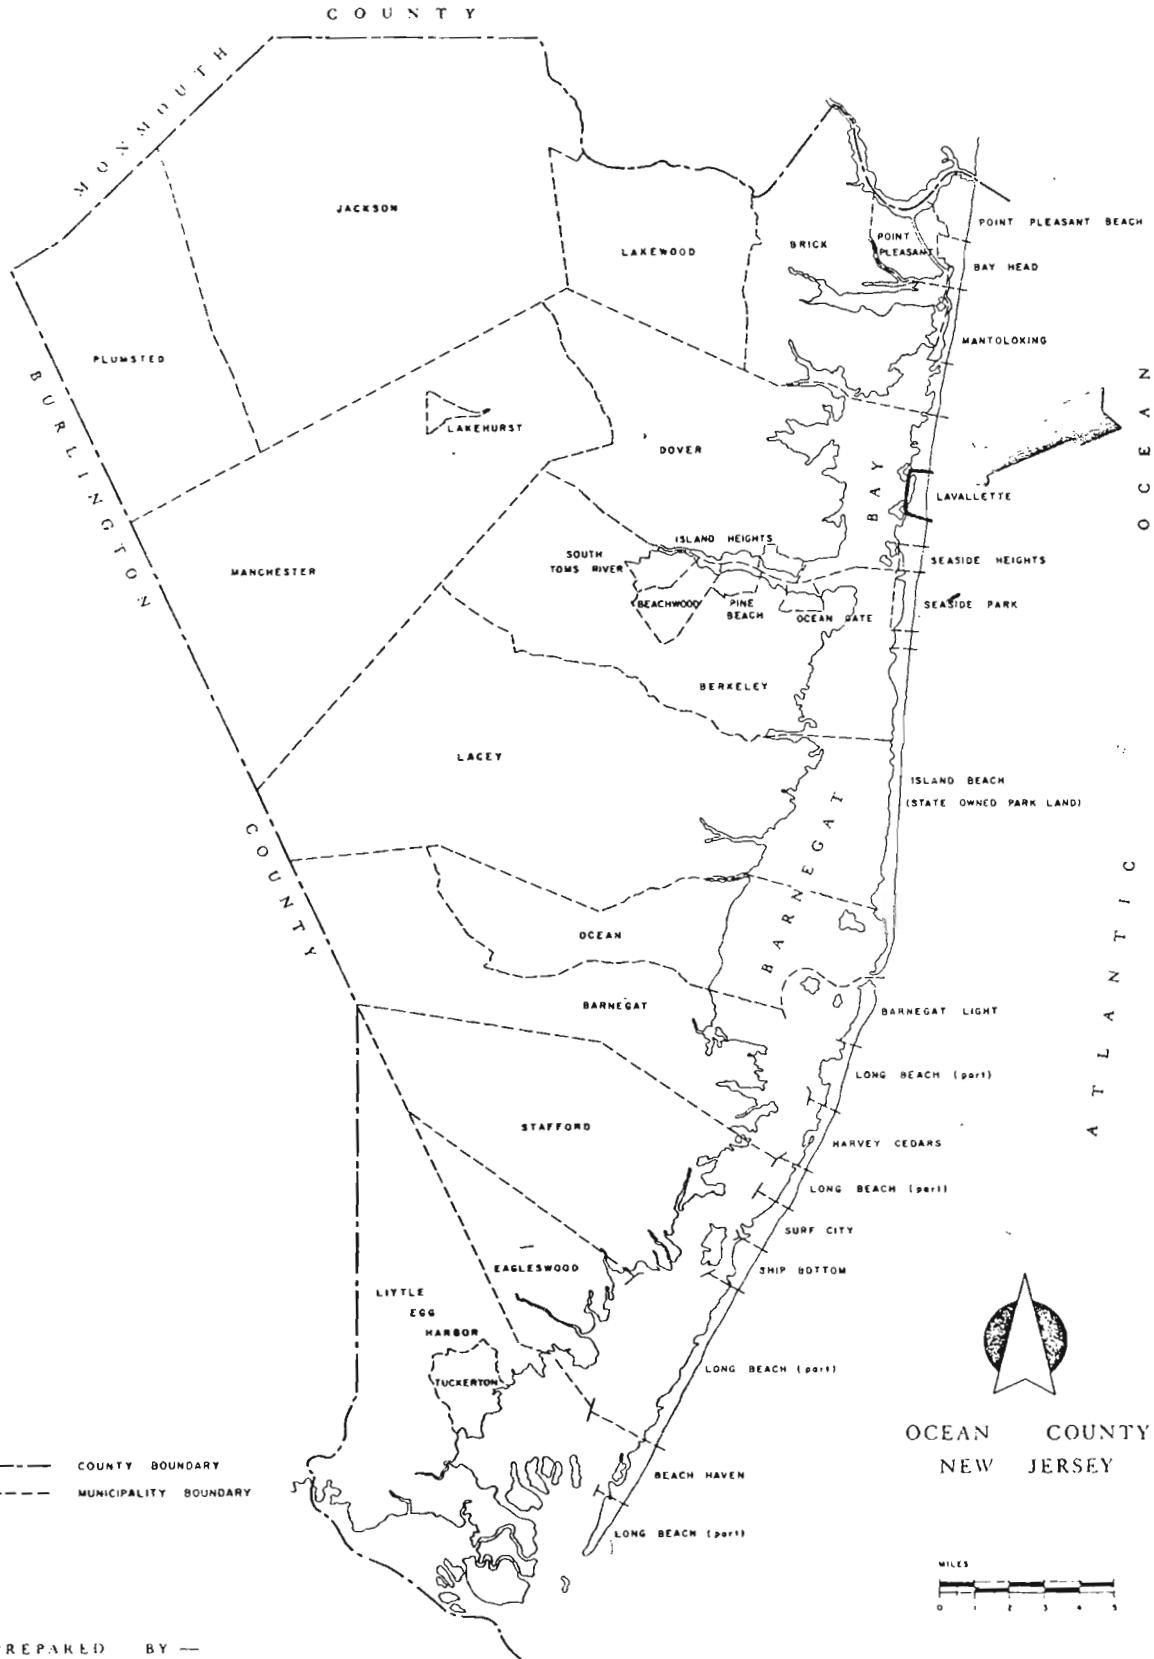 COUNTY
MONMOUTH
JACKSON
LAKEWOOD
BRICK
POINT
PLEASANT
POINT PLEASANT BEACH
BAY HEAD
MANTOLOKING
PLUMSTED
BURLINGTON
LAKEHURST
DOVER
BAY
OCEAN
LAVALLETTE
ISLAND HEIGHTS
SOUTH
TOMS RIVER
SEASIDE HEIGHTS
MANCHESTER
BEACHWOOD
PINE
BEACH
OCEAN GATE
SEASIDE PARK
BERKELEY
LACEY
ISLAND BEACH
(STATE OWNED PARK LAND)
COUNTY
BARNEGAT
ATLANTIC
OCEAN
BARNEGAT
BARNEGAT LIGHT
LONG BEACH (part)
STAFFORD
HARVEY CEDARS
LONG BEACH (part)
SURF CITY
EAGLESWOOD
SHIP BOTTOM
LITTLE
EGG
HARBOR
TUCKERTON
LONG BEACH (part)
OCEAN COUNTY
NEW JERSEY
COUNTY BOUNDARY
MUNICIPALITY BOUNDARY
BEACH HAVEN
LONG BEACH (part)
MILES
0 1 2 3 4 5
PREPARED BY —